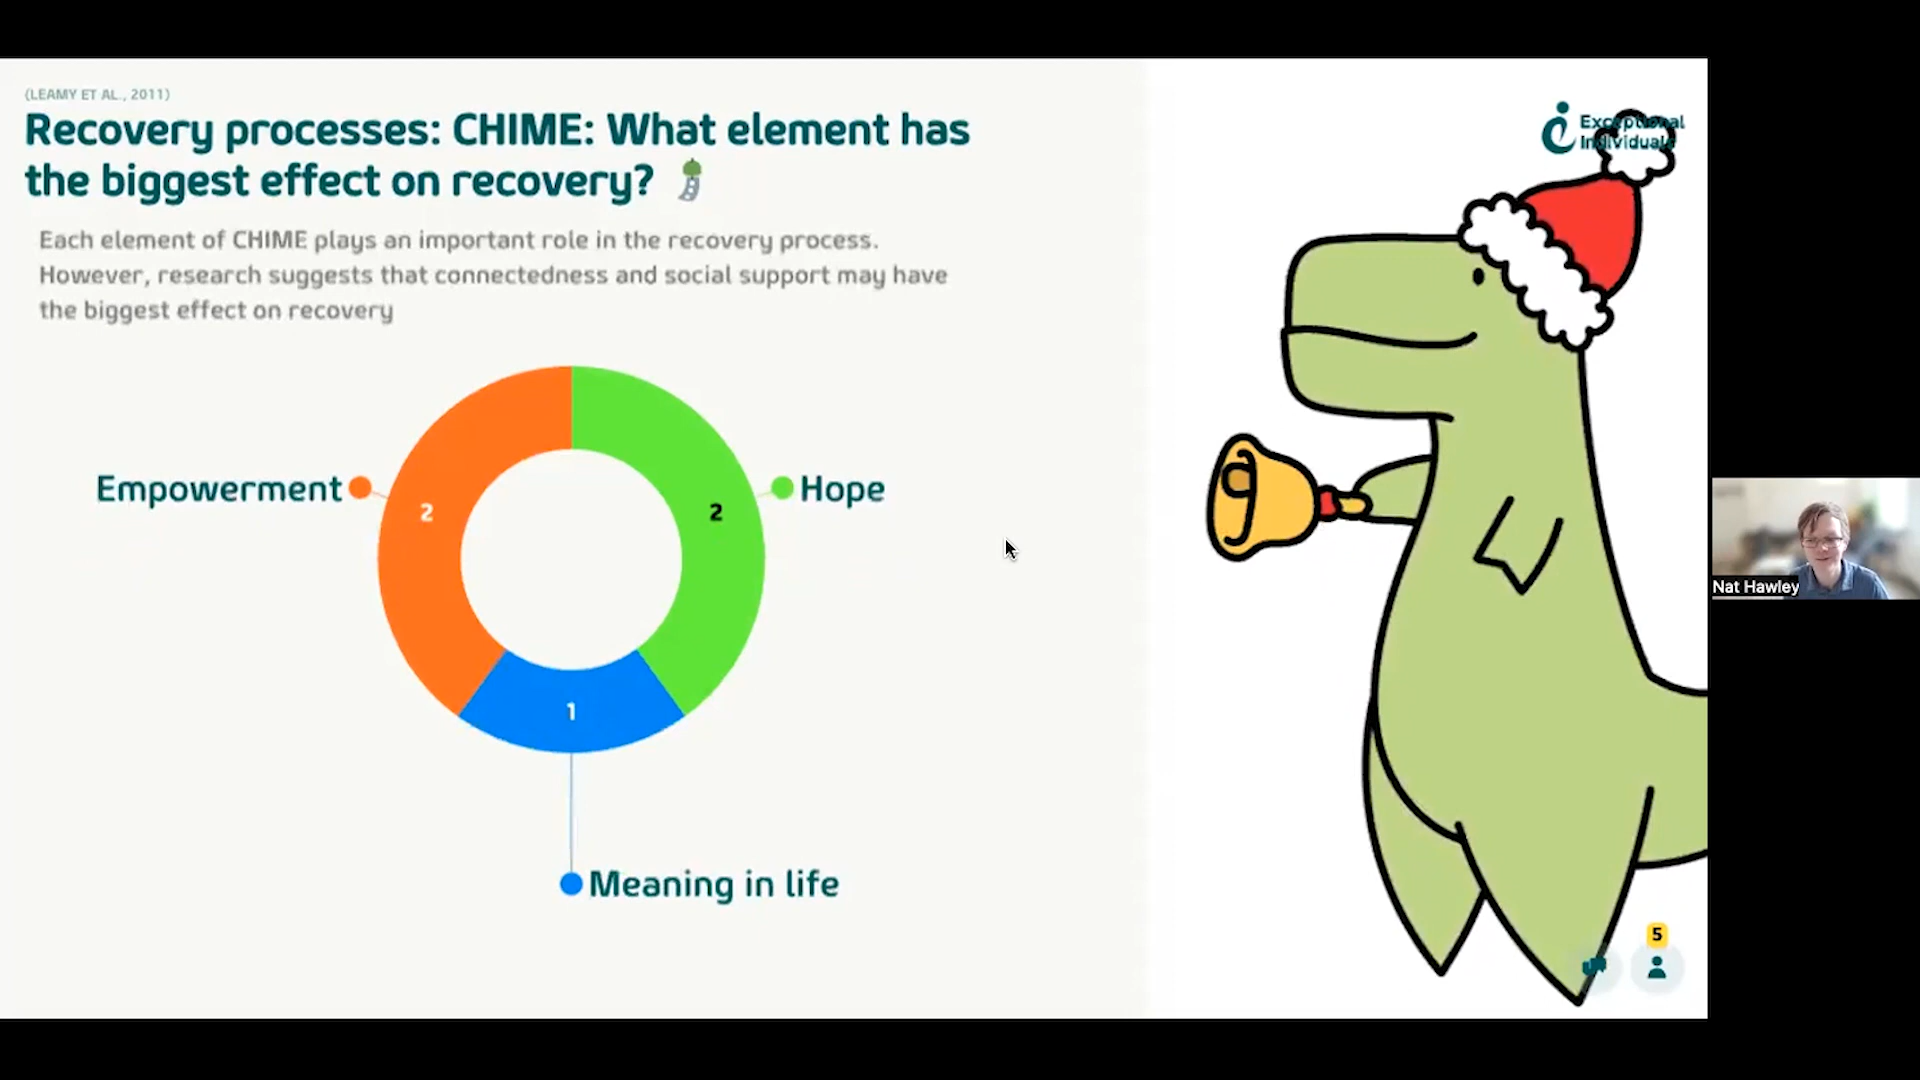 (LEAMY ET AL., 2011)
Recovery processes: CHIME: What element has
the biggest effect on recovery?
Each element of CHIME plays an important role in the recovery process.
However, research suggests that connectedness and social support may have
the biggest effect on recovery
Exceptional
Individuals
Empowerment
2
2
Hope
1
Meaning in life
Nat Hawley
5